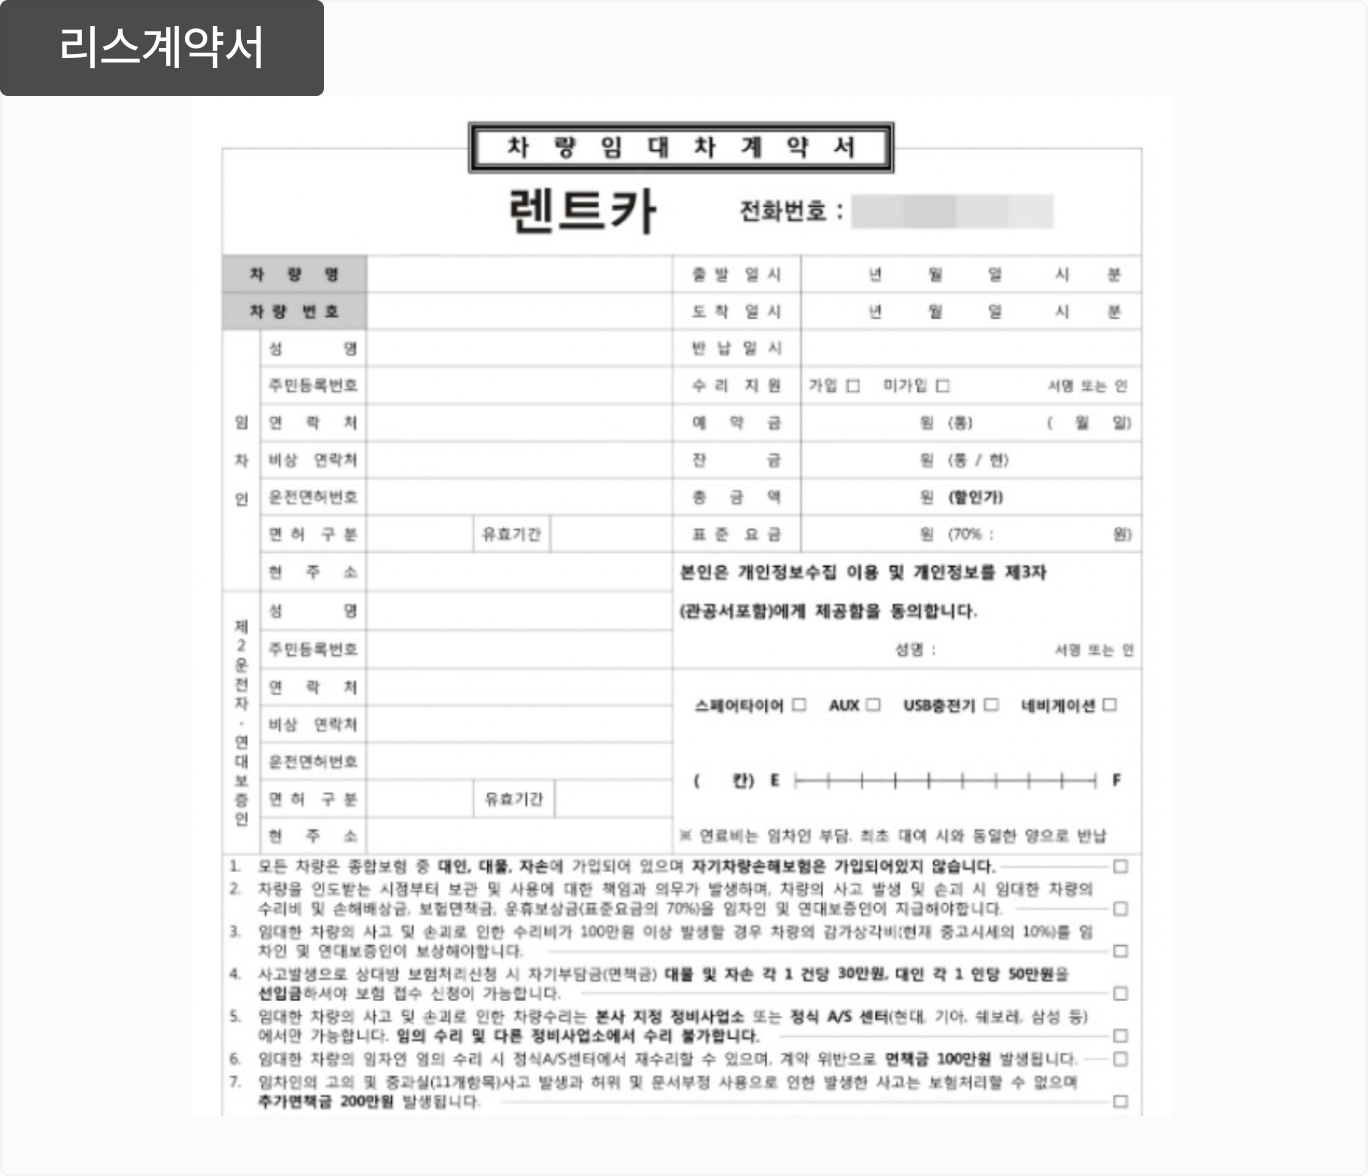 리스계약서
차 량 임 대 차 계 약 서
렌트카 전화번호 :
차 량 명 출 발 일 시 년 월 일 시 분
차 량 번 호 도 착 일 시 년 월 일 시 분
임차인 성 명 반 납 일 시
주민등록번호 수 리 지 원 가입 □ 미가입 □ 서명 또는 인
연 락 처 예 약 금 원 (통) ( 월 일)
비상 연락처 잔 금 원 (통 / 현)
운전면허번호 총 금 액 원 (할인가)
면 허 구 분 유효기간 표 준 요 금 원 (70% : 원)
현 주 소 본인은 개인정보수집 이용 및 개인정보를 제3자
제2운전자·연대보증인 성 명 (관공서포함)에게 제공함을 동의합니다.
주민등록번호 성명 : 서명 또는 인
연 락 처 스페어타이어 □ AUX □ USB충전기 □ 네비게이션 □
비상 연락처
운전면허번호 ( 칸) E F
면 허 구 분 유효기간
현 주 소 ※ 연료비는 임차인 부담. 최초 대여 시와 동일한 양으로 반납
1. 모든 차량은 종합보험 중 대인, 대물, 자손에 가입되어 있으며 자기차량손해보험은 가입되어있지 않습니다. □
2. 차량을 인도받는 시점부터 보관 및 사용에 대한 책임과 의무가 발생하며, 차량의 사고 발생 및 손괴 시 임대한 차량의
수리비 및 손해배상금, 보험면책금, 운휴보상금(표준요금의 70%)을 임차인 및 연대보증인이 지급해야합니다. □
3. 임대한 차량의 사고 및 손괴로 인한 수리비가 100만원 이상 발생할 경우 차량의 감가상각비(현재 중고시세의 10%)를 임
차인 및 연대보증인이 보상해야합니다. □
4. 사고발생으로 상대방 보험처리신청 시 자기부담금(면책금) 대물 및 자손 각 1 건당 30만원, 대인 각 1 인당 50만원을
선입금하셔야 보험 접수 신청이 가능합니다. □
5. 임대한 차량의 사고 및 손괴로 인한 차량수리는 본사 지정 정비사업소 또는 정식 A/S 센터(현대, 기아, 쉐보레, 삼성 등)
에서만 가능합니다. 임의 수리 및 다른 정비사업소에서 수리 불가합니다. □
6. 임대한 차량의 임차인 임의 수리 시 정식A/S센터에서 재수리할 수 있으며, 계약 위반으로 면책금 100만원 발생됩니다. □
7. 임차인의 고의 및 중과실(11개항목)사고 발생과 허위 및 문서부정 사용으로 인한 발생한 사고는 보험처리할 수 없으며
추가면책금 200만원 발생됩니다. □